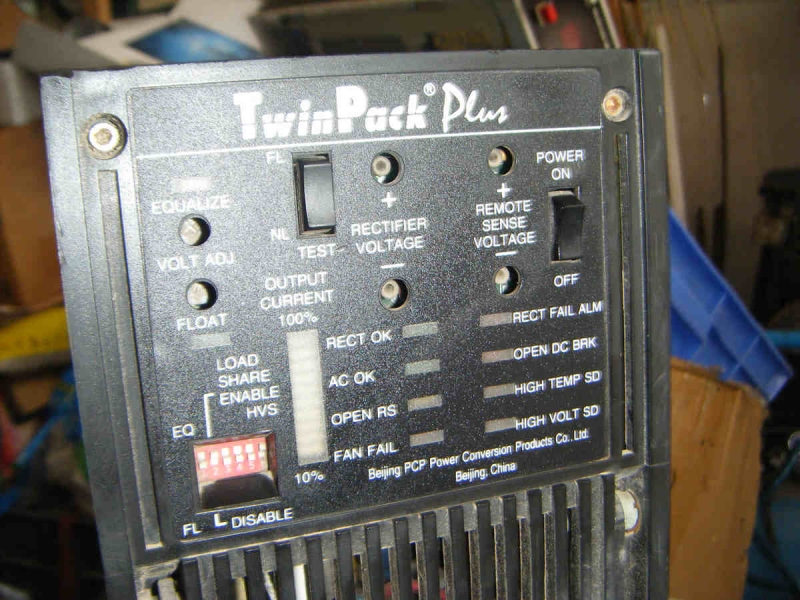 TwinPack® Plus
FL
POWER
ON
EQUALIZE
+
+
NL
RECTIFIER
VOLTAGE
REMOTE
SENSE
VOLTAGE
TEST
VOLT ADJ
−
−
OFF
OUTPUT
CURRENT
100%
FLOAT
RECT OK
RECT FAIL ALM
LOAD
SHARE
ENABLE
HVS
AC OK
OPEN DC BRK
OPEN RS
HIGH TEMP SD
EQ
FAN FAIL
HIGH VOLT SD
10%
Beijing PCP Power Conversion Products Co., Ltd.
Beijing, China
FL
DISABLE